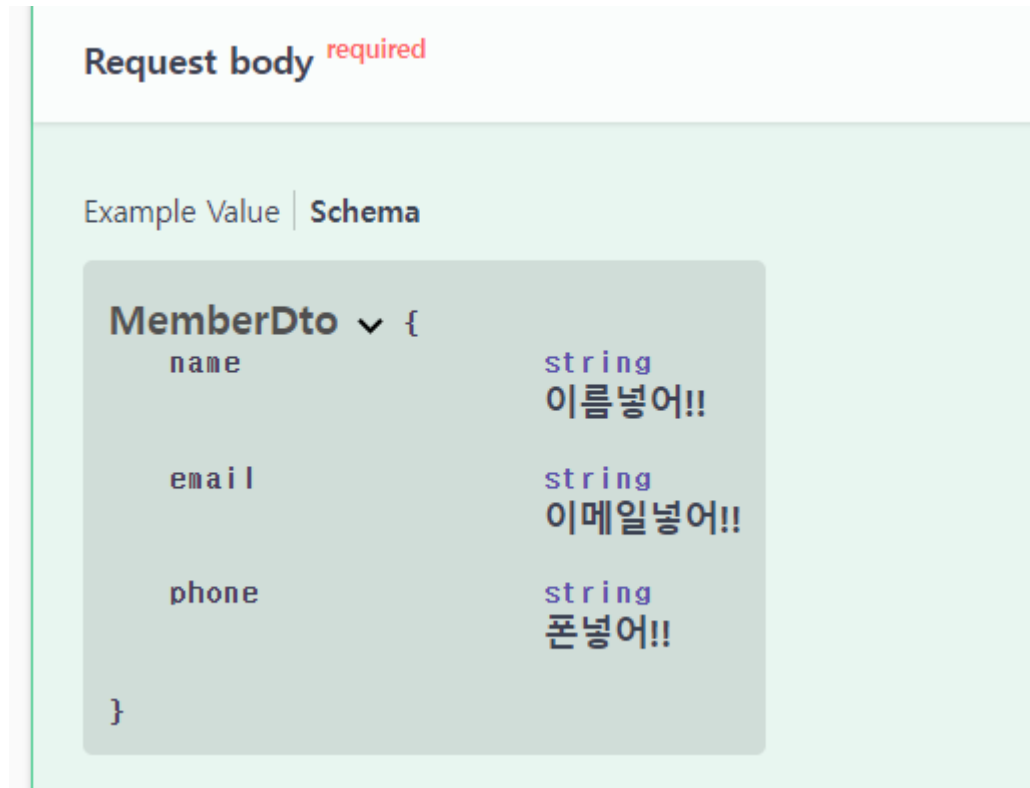 Request body required
Example Value | Schema
MemberDto {
name string
이름넣어!!
email string
이메일넣어!!
phone string
폰넣어!!
}